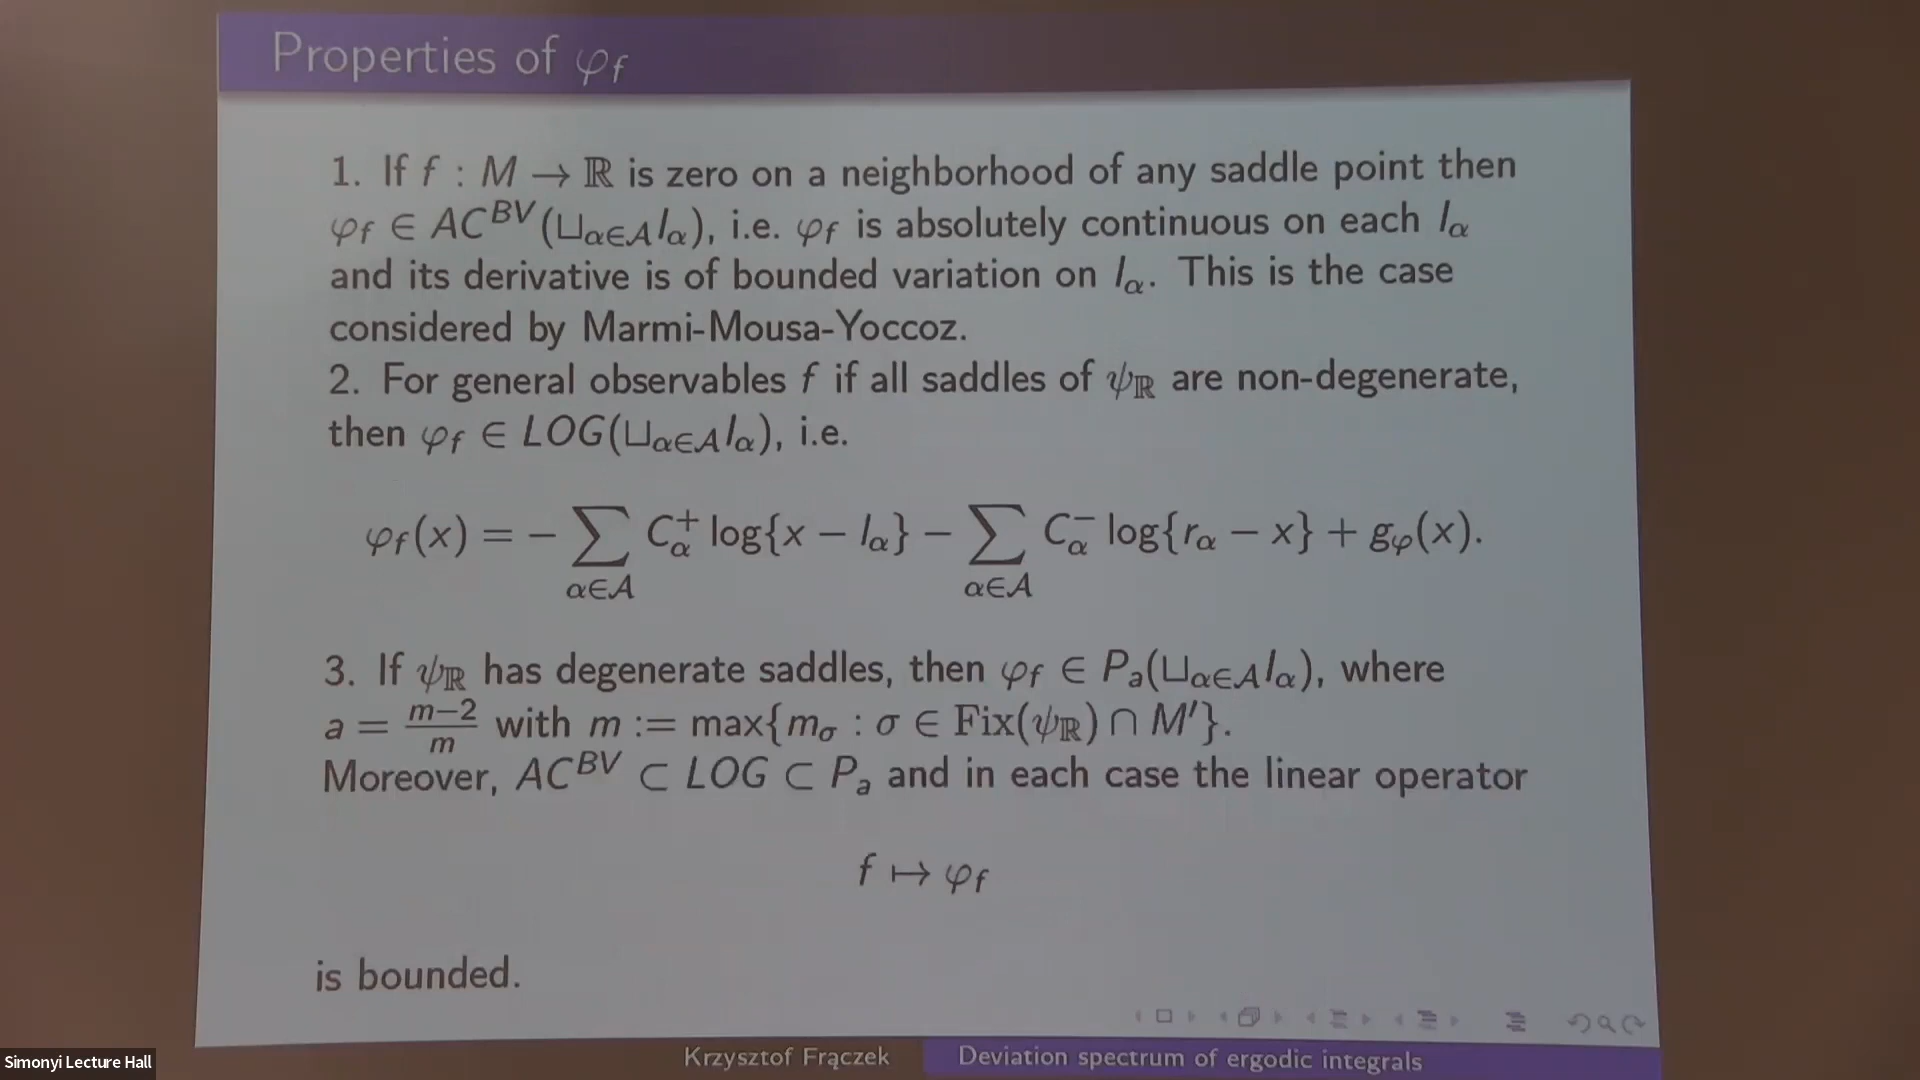 Properties of φ_f
1. If f : M → ℝ is zero on a neighborhood of any saddle point then
φ_f ∈ AC^{BV}(⊔_{α∈𝒜} I_α), i.e. φ_f is absolutely continuous on each I_α
and its derivative is of bounded variation on I_α. This is the case
considered by Marmi-Mousa-Yoccoz.
2. For general observables f if all saddles of ψ_ℝ are non-degenerate,
then φ_f ∈ LOG(⊔_{α∈𝒜} I_α), i.e.
φ_f(x) = − ∑_{α∈𝒜} C_α^+ log{x − l_α} − ∑_{α∈𝒜} C_α^− log{r_α − x} + g_φ(x).
3. If ψ_ℝ has degenerate saddles, then φ_f ∈ P_a(⊔_{α∈𝒜} I_α), where
a = \frac{m−2}{m} with m := max{m_σ : σ ∈ Fix(ψ_ℝ) ∩ M′}.
Moreover, AC^{BV} ⊂ LOG ⊂ P_a and in each case the linear operator
f ↦ φ_f
is bounded.
Krzysztof Frączek Deviation spectrum of ergodic integrals
Simonyi Lecture Hall